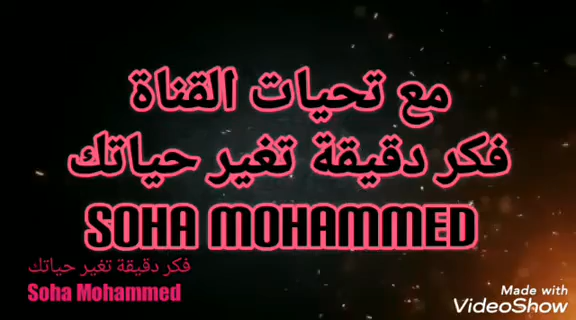 مع تحيات القناة
فكر دقيقة تغير حياتك
SOHA MOHAMMED
فكر دقيقة تغير حياتك
Soha Mohammed
Made with
VideoShow